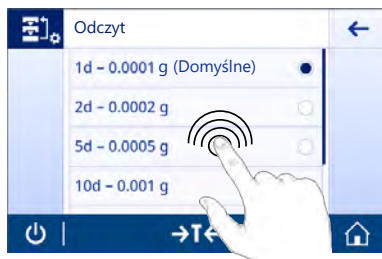 Odczyt
1d – 0.0001 g (Domyślne)
2d – 0.0002 g
5d – 0.0005 g
10d – 0.001 g
→T←